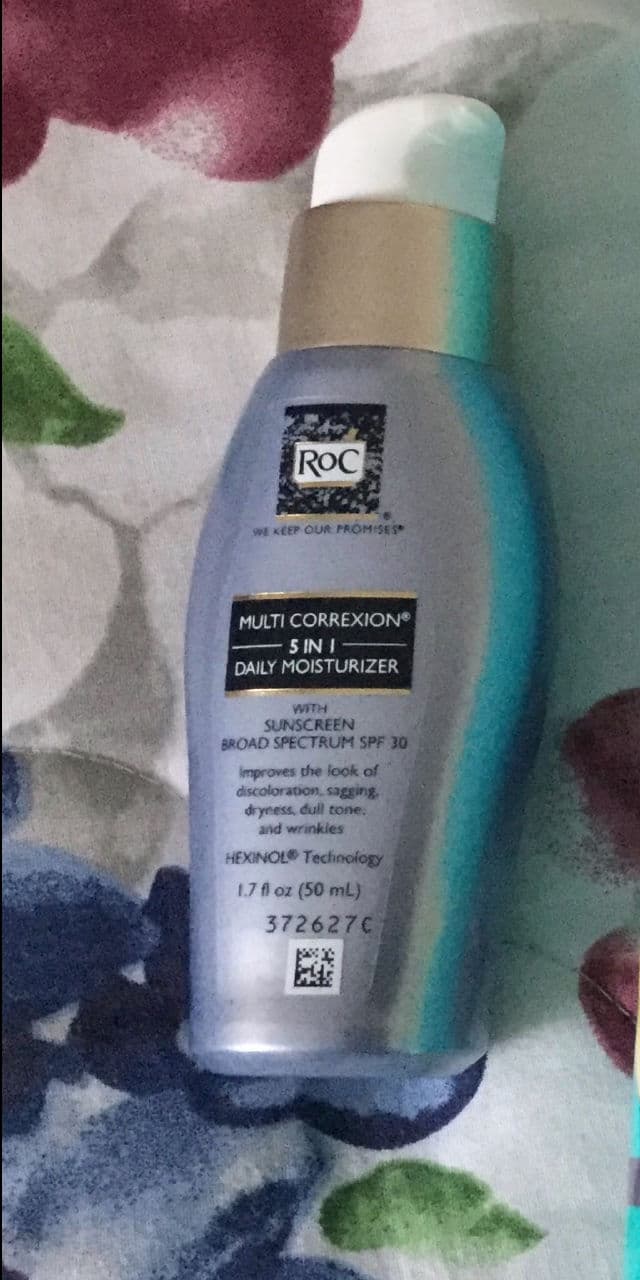 RoC®
WE KEEP OUR PROMISES®
MULTI CORREXION®
5 IN 1
DAILY MOISTURIZER
WITH
SUNSCREEN
BROAD SPECTRUM SPF 30
Improves the look of
discoloration, sagging,
dryness, dull tone,
and wrinkles
HEXINOL® Technology
1.7 fl oz (50 mL)
372627C